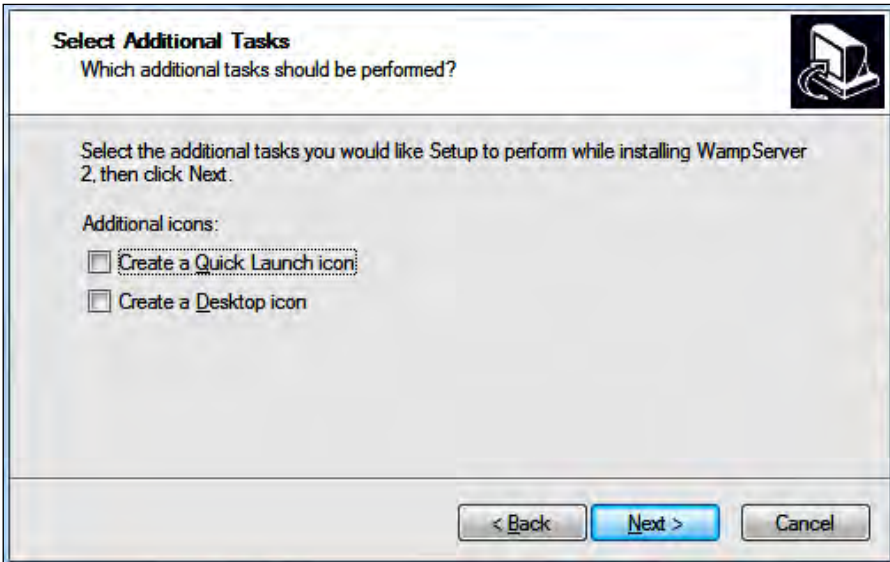 Select Additional Tasks
Which additional tasks should be performed?
Select the additional tasks you would like Setup to perform while installing WampServer
2, then click Next.
Additional icons:
Create a Quick Launch icon
Create a Desktop icon
< Back Next > Cancel